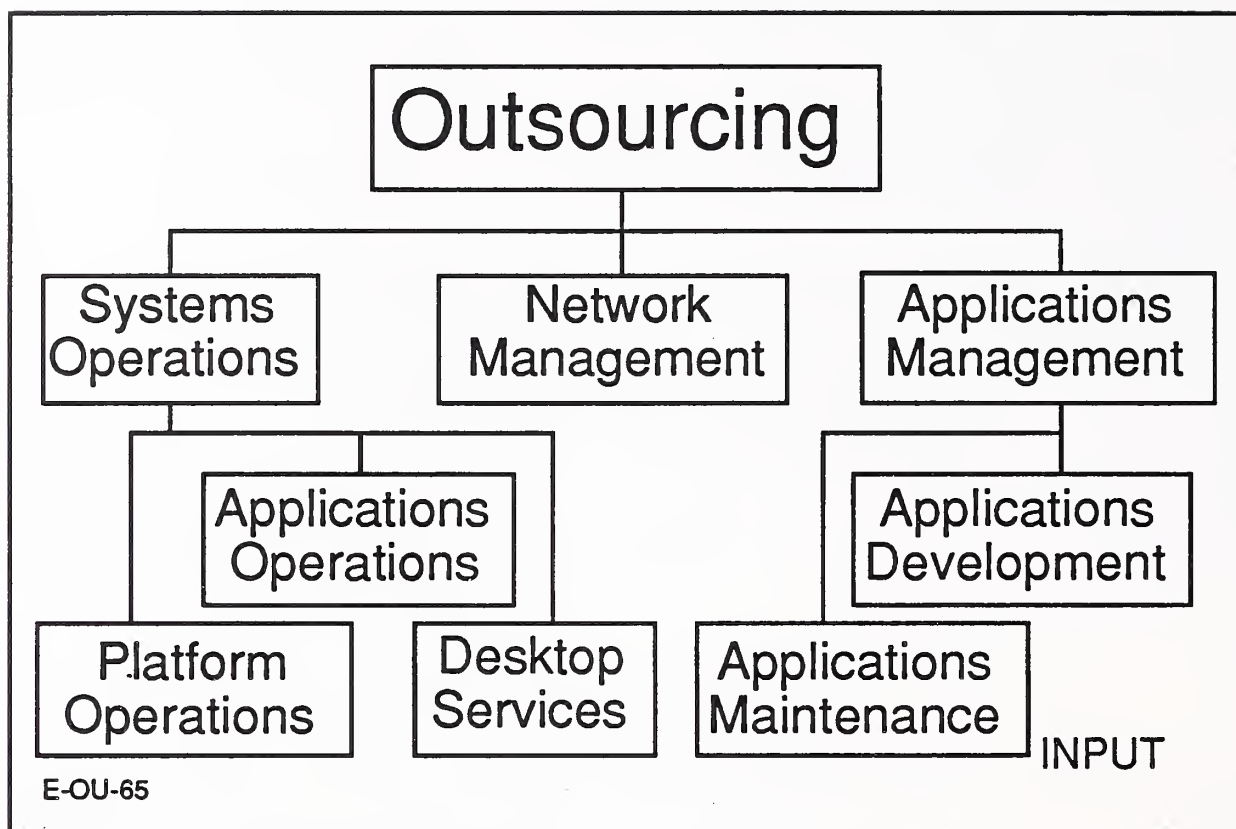 Outsourcing
Systems
Operations
Network
Management
Applications
Management
Applications
Operations
Applications
Development
Platform
Operations
Desktop
Services
Applications
Maintenance
INPUT
E-OU-65